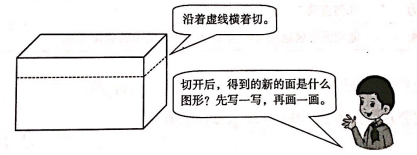 沿着虚线横着切。
切开后，得到的新的面是什么
图形？先写一写，再画一画。